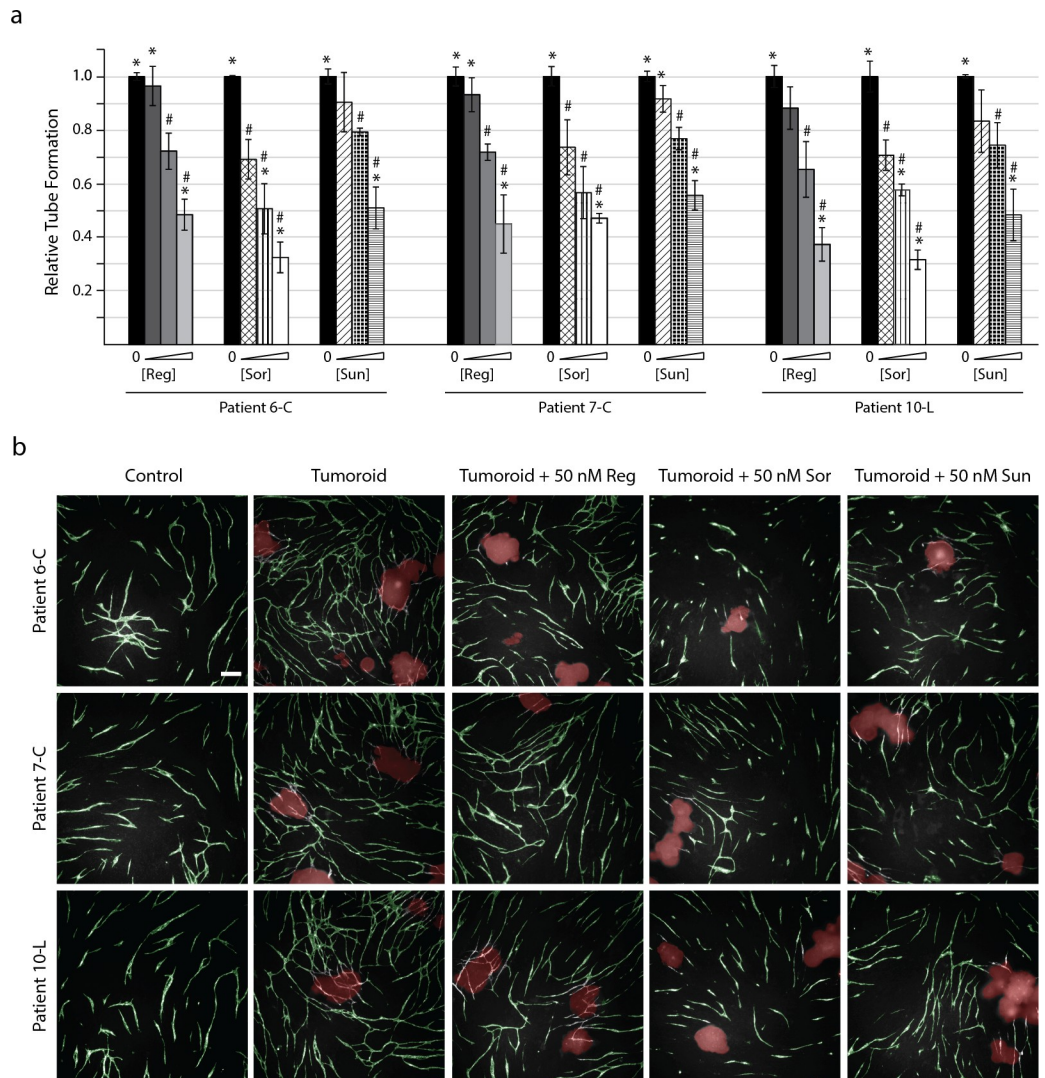 a
Relative Tube Formation
1.0
0.8
0.6
0.4
0.2
* * # # *
* # # * # *
* # # *
* * # # *
* # # # *
* * # # *
* # # *
* # # * # *
* # # *
0 0 0 0 0 0 0 0 0
[Reg] [Sor] [Sun] [Reg] [Sor] [Sun] [Reg] [Sor] [Sun]
Patient 6-C Patient 7-C Patient 10-L
b
Control Tumoroid Tumoroid + 50 nM Reg Tumoroid + 50 nM Sor Tumoroid + 50 nM Sun
Patient 6-C
Patient 7-C
Patient 10-L